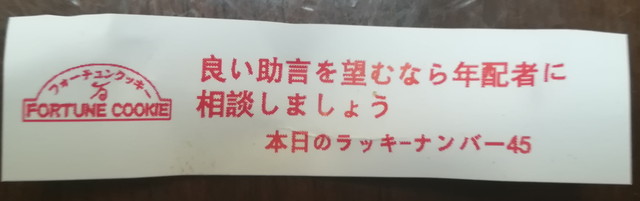 フォーチュンクッキー
FORTUNE COOKIE
良い助言を望むなら年配者に
相談しましょう
本日のラッキーナンバー45